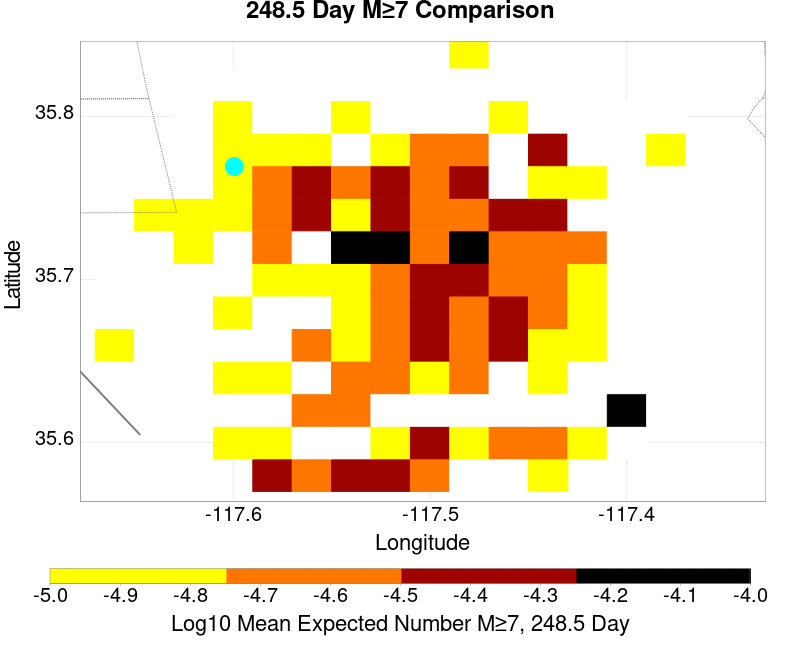 248.5 Day M≥7 Comparison
35.8
35.7
35.6
Latitude
-117.6 -117.5 -117.4
Longitude
-5.0 -4.9 -4.8 -4.7 -4.6 -4.5 -4.4 -4.3 -4.2 -4.1 -4.0
Log10 Mean Expected Number M≥7, 248.5 Day